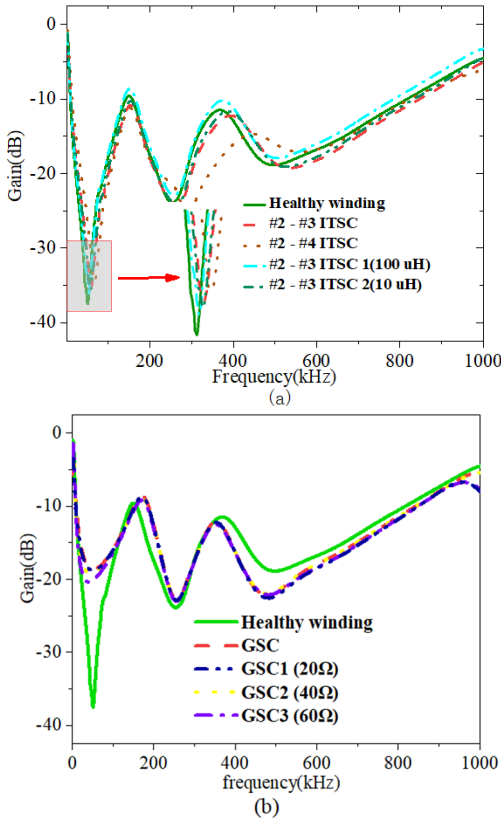 0
-10
-20
-30
-40
Gain(dB)
Healthy winding
#2 - #3 ITSC
#2 - #4 ITSC
#2 - #3 ITSC 1(100 uH)
#2 - #3 ITSC 2(10 uH)
200 400 600 800 1000
Frequency(kHz)
(a)
0
-10
-20
-30
-40
Gain(dB)
Healthy winding
GSC
GSC1 (20Ω)
GSC2 (40Ω)
GSC3 (60Ω)
0 200 400 600 800 1000
frequency(kHz)
(b)